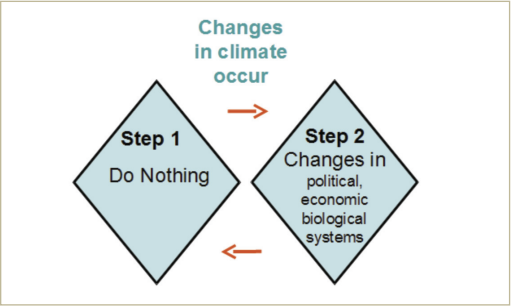 Changes
in climate
occur
Step 1
Do Nothing
Step 2
Changes in
political,
economic
biological
systems